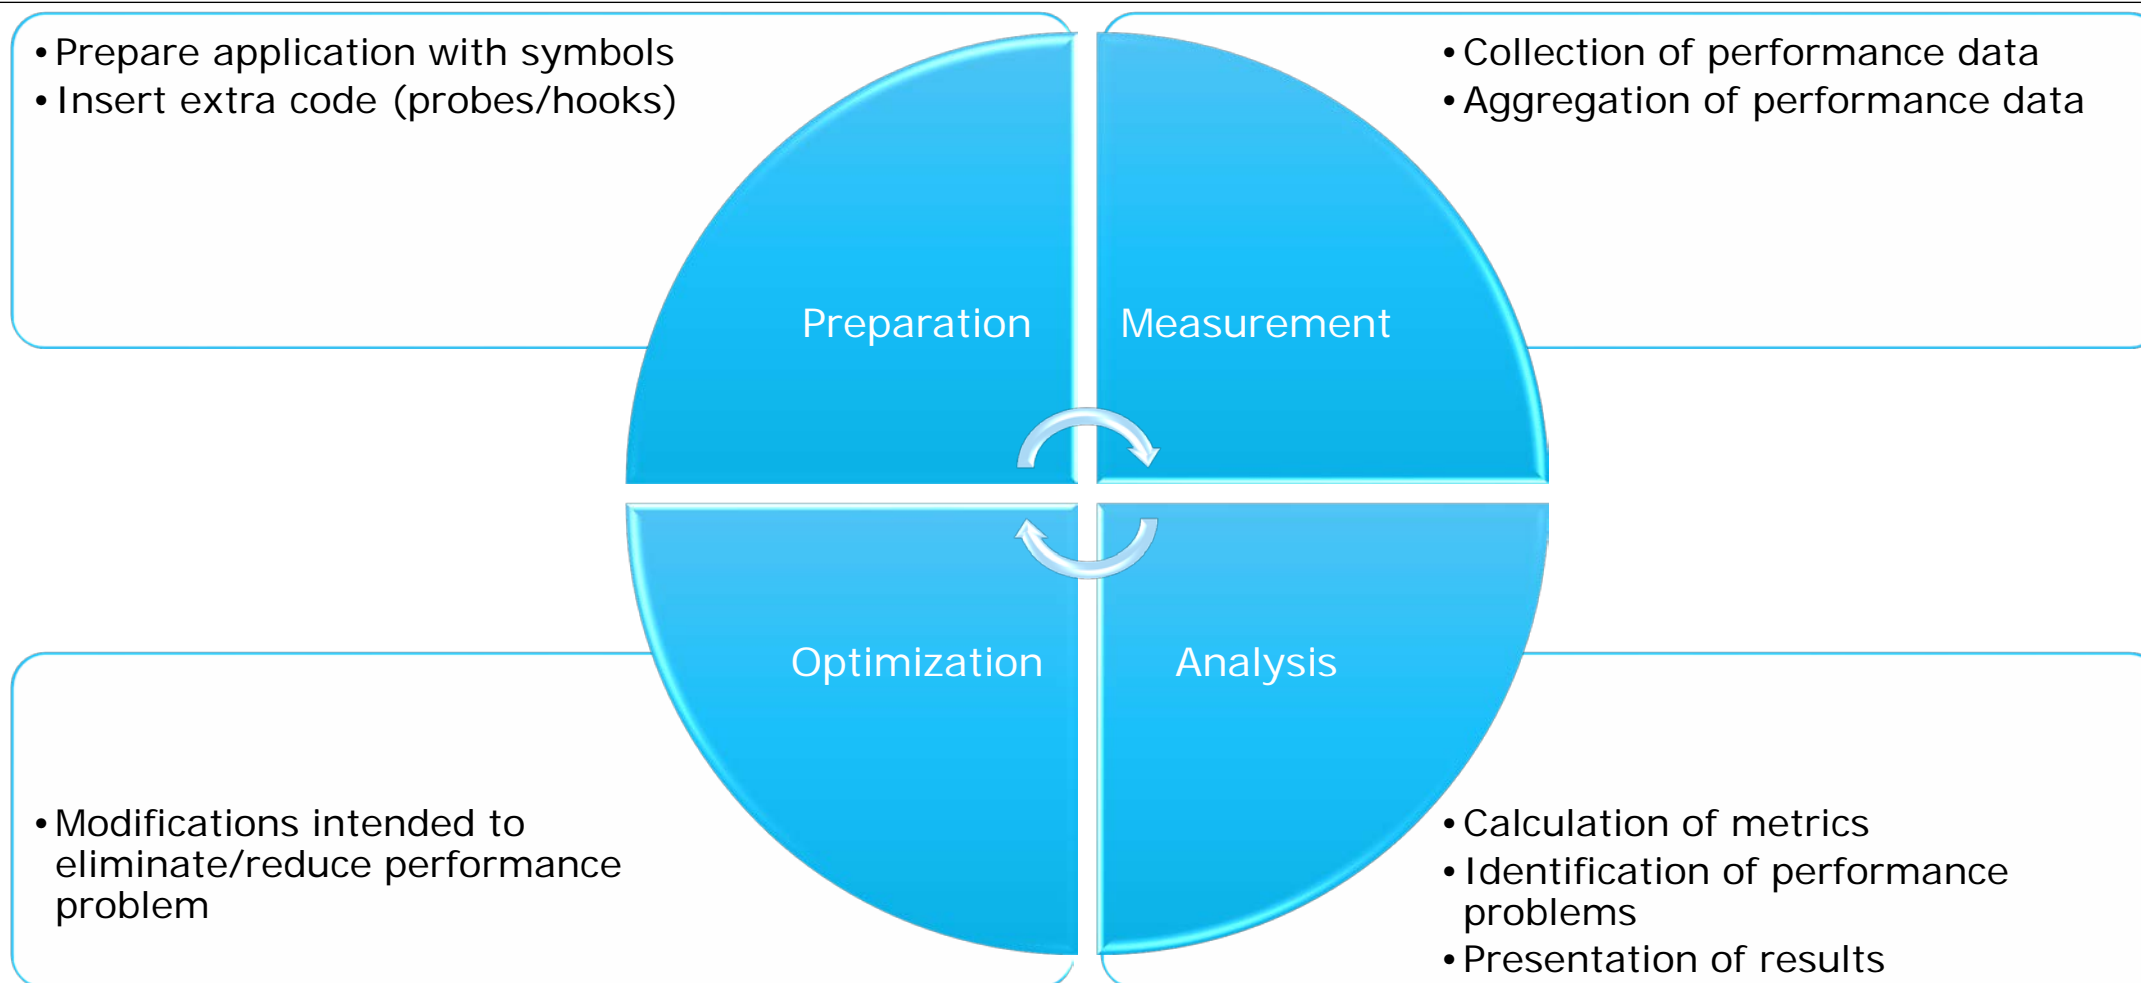 • Prepare application with symbols
• Insert extra code (probes/hooks)
• Collection of performance data
• Aggregation of performance data
Preparation
Measurement
Optimization
Analysis
• Modifications intended to
eliminate/reduce performance
problem
• Calculation of metrics
• Identification of performance
problems
• Presentation of results